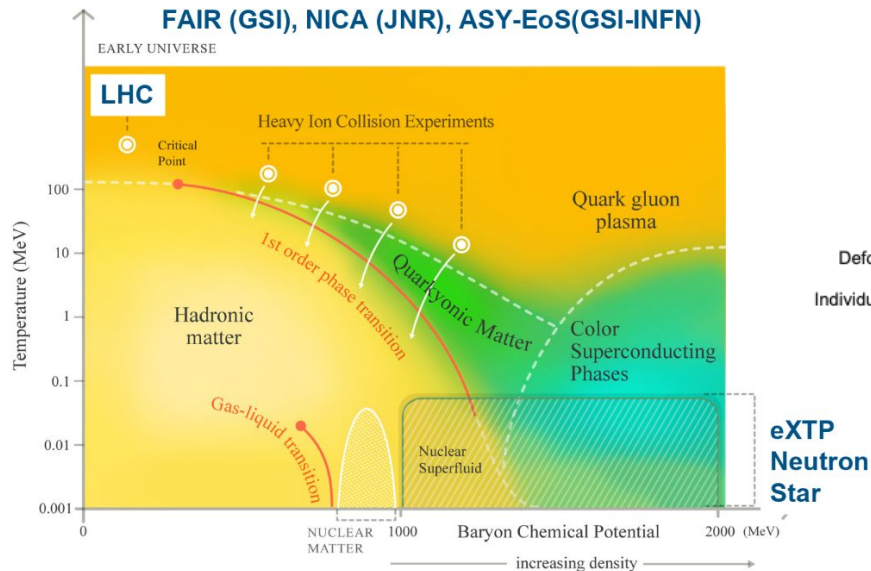 FAIR (GSI), NICA (JNR), ASY-EoS(GSI-INFN)
EARLY UNIVERSE
LHC
Heavy Ion Collision Experiments
Critical
Point
Quark gluon
plasma
Temperature (MeV)
100
10
1
0.1
0.01
0.001
1st order phase transition
Quarkyonic Matter
Hadronic
matter
Color
Superconducting
Phases
Defo
Individu
Gas-liquid transition
Nuclear
Superfluid
eXTP
Neutron
Star
0
NUCLEAR
MATTER
1000
Baryon Chemical Potential
2000
(MeV)
increasing density